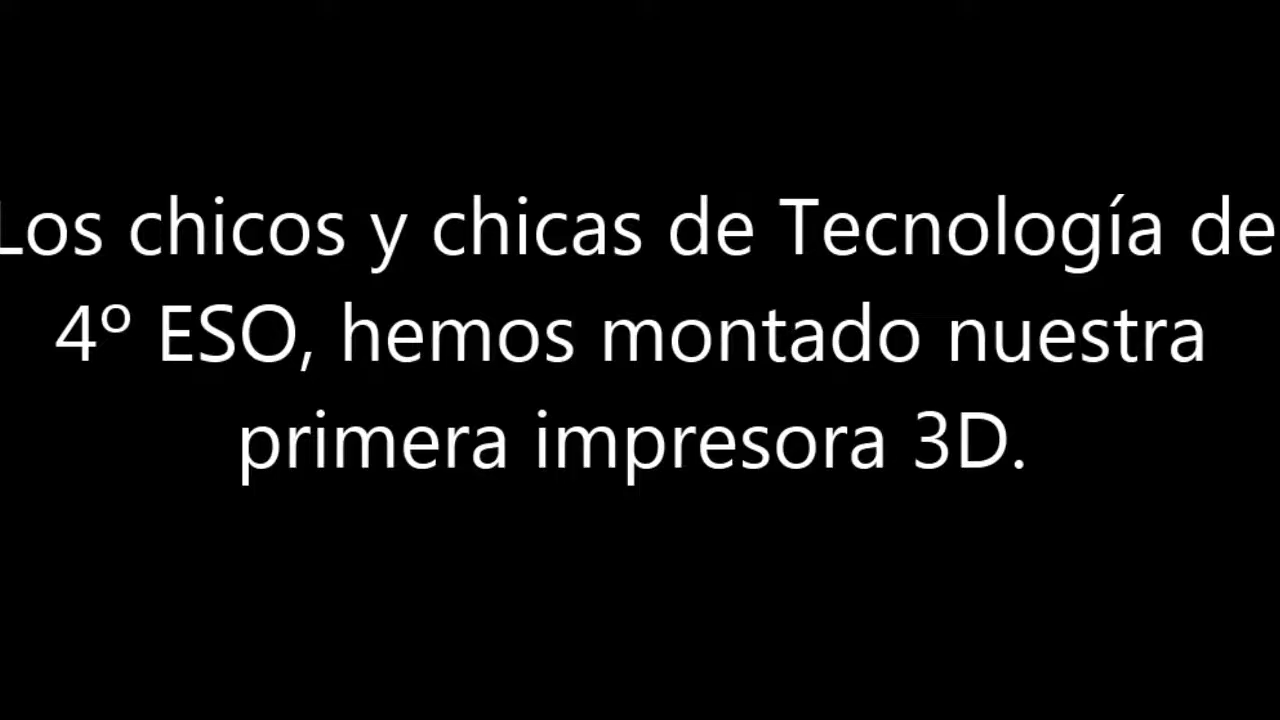 Los chicos y chicas de Tecnología de
4º ESO, hemos montado nuestra
primera impresora 3D.